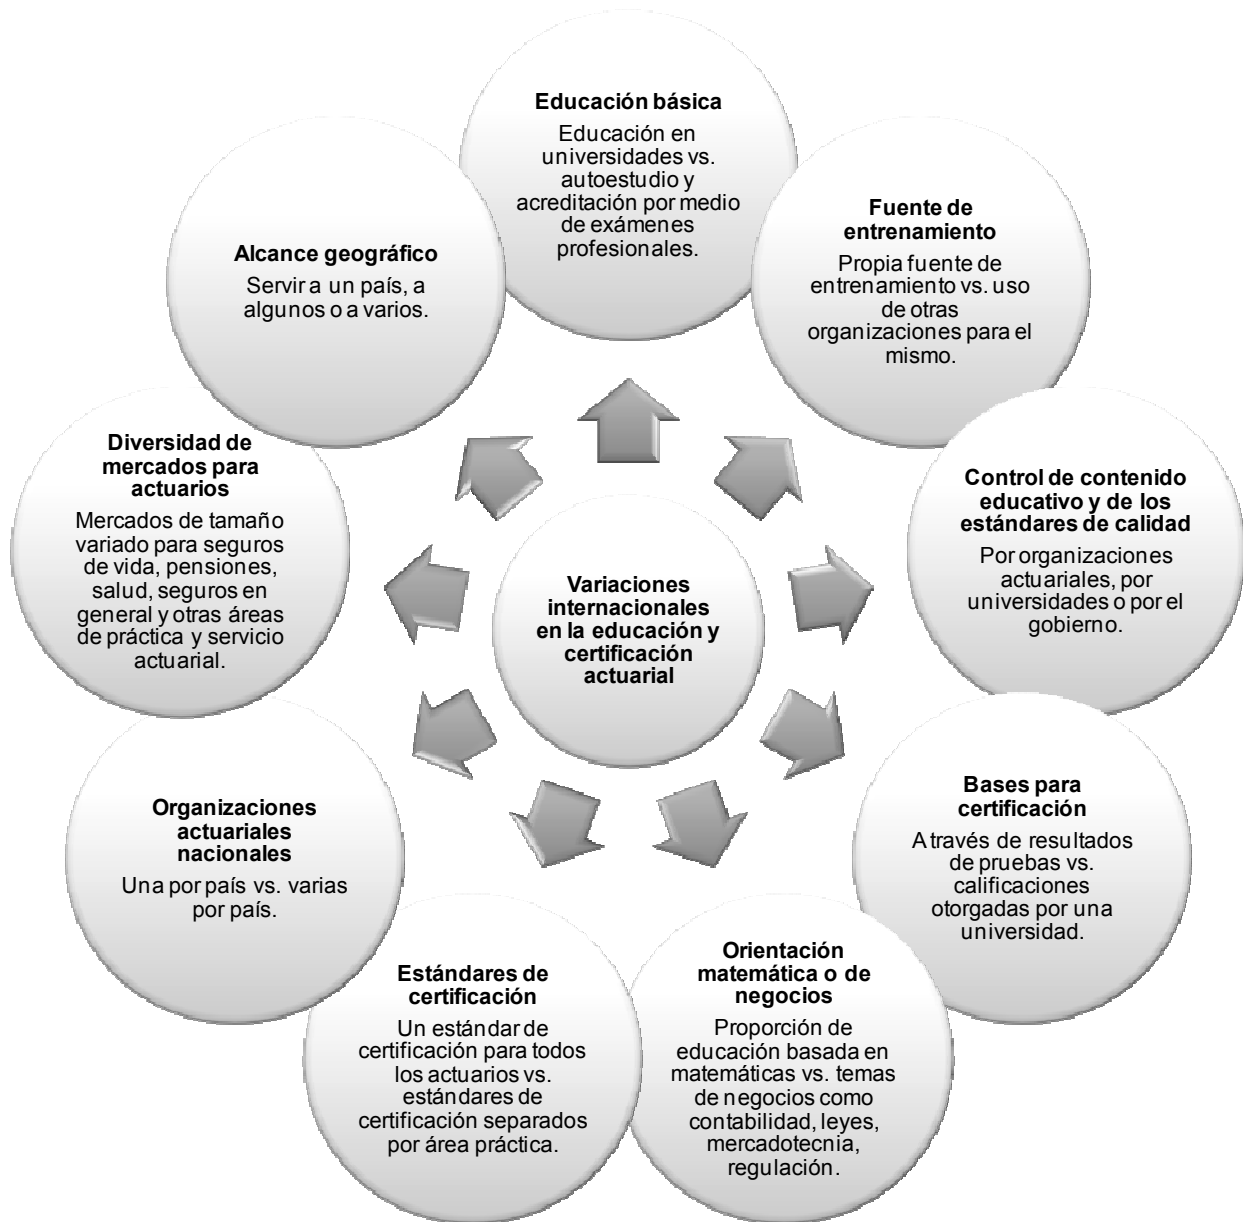 Educación básica
Educación en
universidades vs.
autoestudio y
acreditación por medio
de exámenes
profesionales.
Fuente de
entrenamiento
Propia fuente de
entrenamiento vs. uso
de otras
organizaciones para el
mismo.
Control de contenido
educativo y de los
estándares de calidad
Por organizaciones
actuariales, por
universidades o por el
gobierno.
Bases para
certificación
A través de resultados
de pruebas vs.
calificaciones
otorgadas por una
universidad.
Orientación
matemática o de
negocios
Proporción de
educación basada en
matemáticas vs. temas
de negocios como
contabilidad, leyes,
mercadotecnia,
regulación.
Estándares de
certificación
Un estándar de
certificación para todos
los actuarios vs.
estándares de
certificación separados
por área práctica.
Organizaciones
actuariales
nacionales
Una por país vs. varias
por país.
Diversidad de
mercados para
actuarios
Mercados de tamaño
variado para seguros
de vida, pensiones,
salud, seguros en
general y otras áreas
de práctica y servicio
actuarial.
Alcance geográfico
Servir a un país, a
algunos o a varios.
Variaciones
internacionales
en la educación y
certificación
actuarial